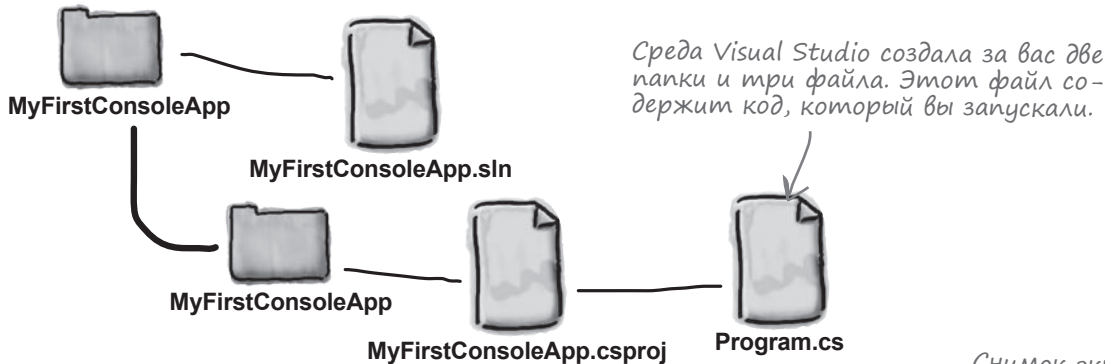 Среда Visual Studio создала за вас две
папки и три файла. Этот файл со-
держит код, который вы запускали.
MyFirstConsoleApp
MyFirstConsoleApp.sln
MyFirstConsoleApp
MyFirstConsoleApp.csproj
Program.cs